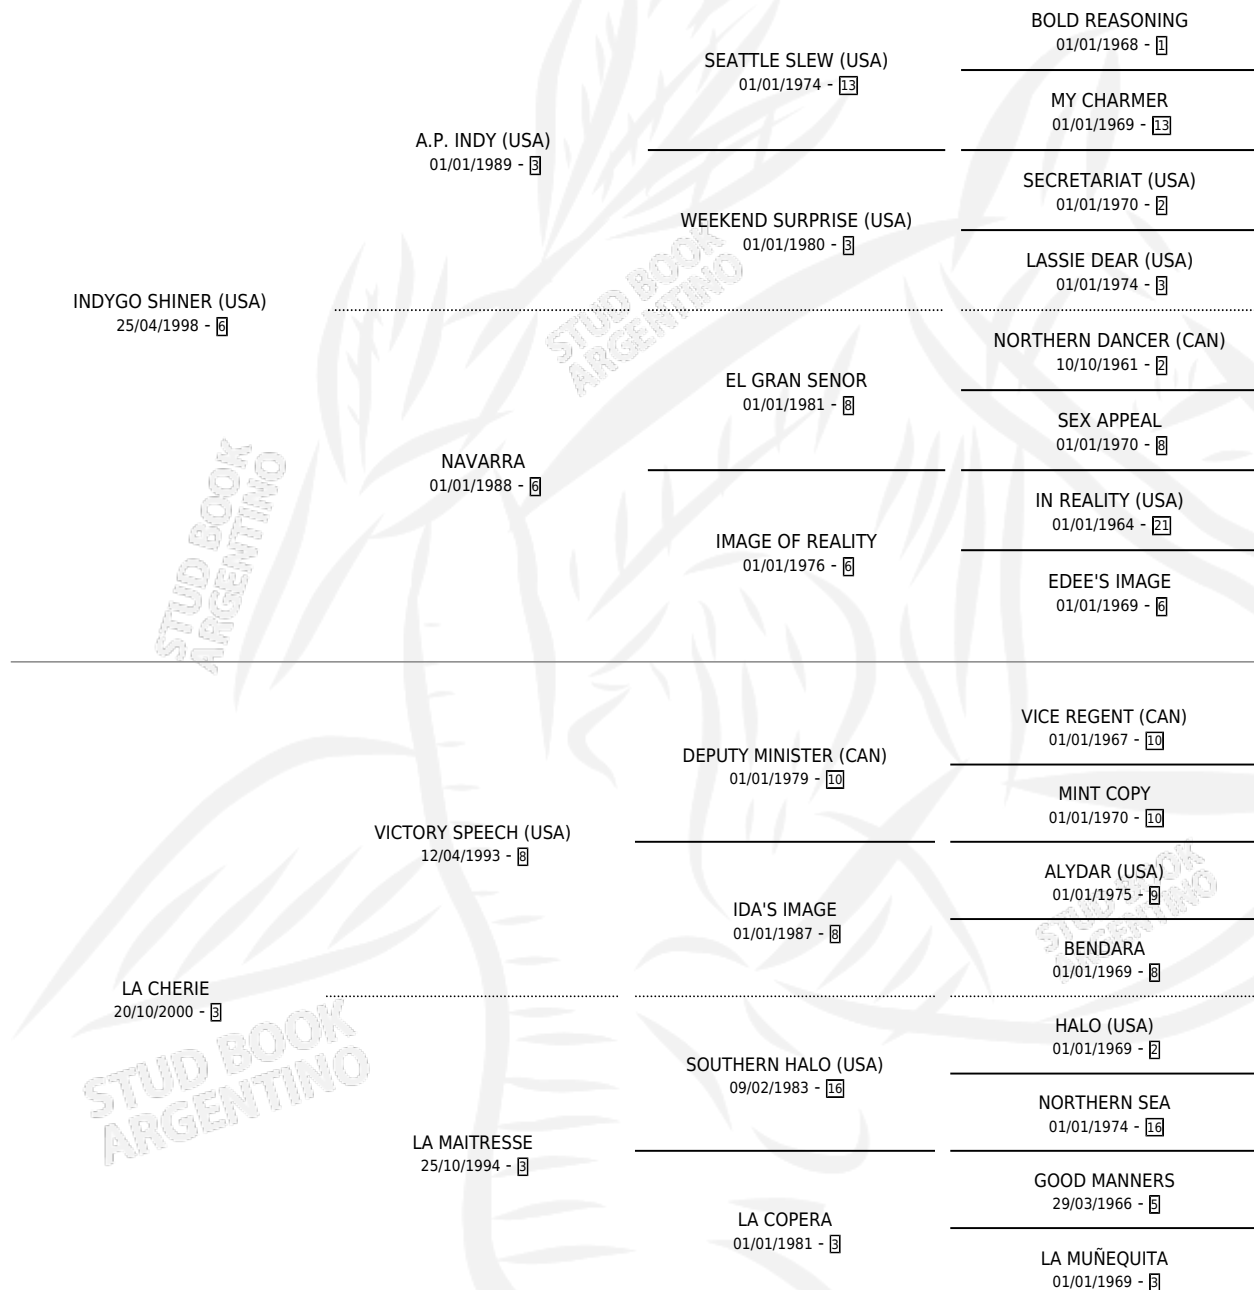 BOLD REASONING
01/01/1968 - 1
SEATTLE SLEW (USA)
01/01/1974 - 13
MY CHARMER
01/01/1969 - 13
A.P. INDY (USA)
01/01/1989 - 3
SECRETARIAT (USA)
01/01/1970 - 2
WEEKEND SURPRISE (USA)
01/01/1980 - 3
LASSIE DEAR (USA)
01/01/1974 - 3
INDYGO SHINER (USA)
25/04/1998 - 6
NORTHERN DANCER (CAN)
10/10/1961 - 2
EL GRAN SENOR
01/01/1981 - 8
SEX APPEAL
01/01/1970 - 8
NAVARRA
01/01/1988 - 6
IN REALITY (USA)
01/01/1964 - 21
IMAGE OF REALITY
01/01/1976 - 6
EDEE'S IMAGE
01/01/1969 - 6
VICE REGENT (CAN)
01/01/1967 - 10
DEPUTY MINISTER (CAN)
01/01/1979 - 10
MINT COPY
01/01/1970 - 10
VICTORY SPEECH (USA)
12/04/1993 - 8
ALYDAR (USA)
01/01/1975 - 9
IDA'S IMAGE
01/01/1987 - 8
BENDARA
01/01/1969 - 8
LA CHERIE
20/10/2000 - 3
HALO (USA)
01/01/1969 - 2
SOUTHERN HALO (USA)
09/02/1983 - 16
NORTHERN SEA
01/01/1974 - 16
LA MAITRESSE
25/10/1994 - 3
GOOD MANNERS
29/03/1966 - 5
LA COPERA
01/01/1981 - 3
LA MUÑEQUITA
01/01/1969 - 3
STUD BOOK
ARGENTINO
STUD BOOK
ARGENTINO
STUD BOOK
ARGENTINO
STUD BOOK
ARGENTINO